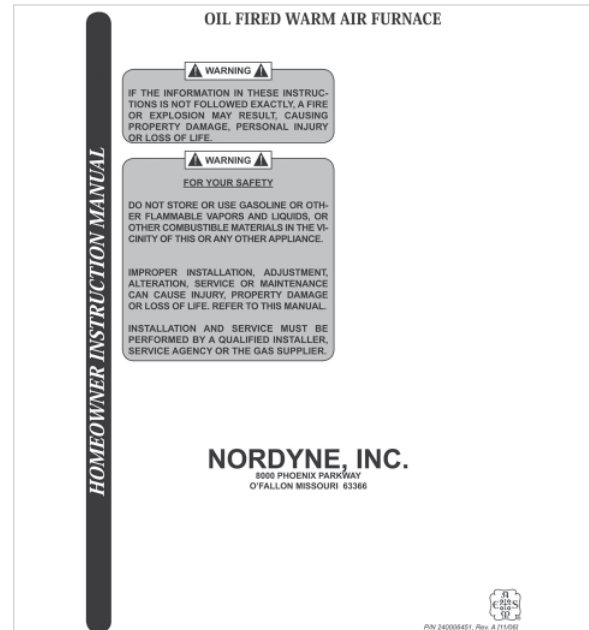 OIL FIRED WARM AIR FURNACE
WARNING
IF THE INFORMATION IN THESE INSTRUC-
TIONS IS NOT FOLLOWED EXACTLY, A FIRE
OR EXPLOSION MAY RESULT, CAUSING
PROPERTY DAMAGE, PERSONAL INJURY
OR LOSS OF LIFE.
WARNING
FOR YOUR SAFETY
DO NOT STORE OR USE GASOLINE OR OTH-
ER FLAMMABLE VAPORS AND LIQUIDS, OR
OTHER COMBUSTIBLE MATERIALS IN THE VI-
CINITY OF THIS OR ANY OTHER APPLIANCE.
IMPROPER INSTALLATION, ADJUSTMENT,
ALTERATION, SERVICE OR MAINTENANCE
CAN CAUSE INJURY, PROPERTY DAMAGE
OR LOSS OF LIFE. REFER TO THIS MANUAL.
INSTALLATION AND SERVICE MUST BE
PERFORMED BY A QUALIFIED INSTALLER,
SERVICE AGENCY OR THE GAS SUPPLIER.
HOMEOWNER INSTRUCTION MANUAL
NORDYNE, INC.
8000 PHOENIX PARKWAY
O'FALLON MISSOURI 63366
P/N 240008451, Rev. A [11/06]